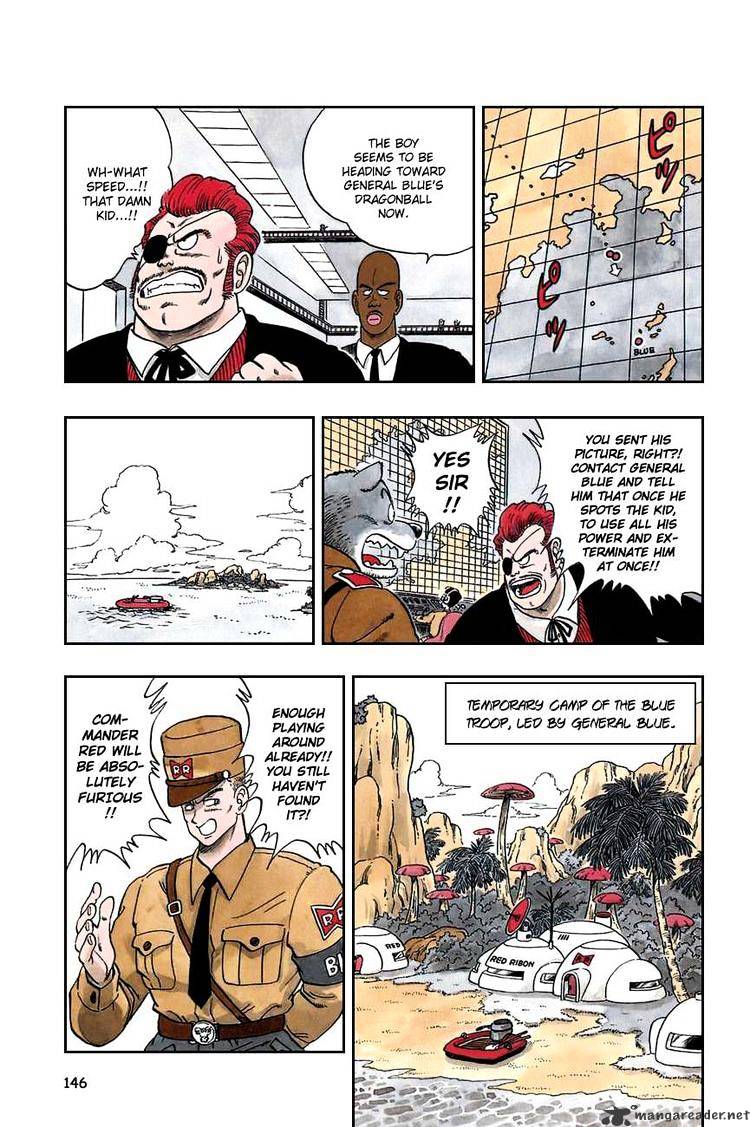 ピッ
ピッ
BLUE
THE BOY
SEEMS TO BE
HEADING TOWARD
GENERAL BLUE'S
DRAGONBALL
NOW.
WH-WHAT
SPEED...!!
THAT DAMN
KID...!!
YOU SENT HIS
PICTURE, RIGHT?!
CONTACT GENERAL
BLUE AND TELL
HIM THAT ONCE HE
SPOTS THE KID,
TO USE ALL HIS
POWER AND EX-
TERMINATE HIM
AT ONCE!!
YES
SIR
!!
TEMPORARY CAMP OF THE BLUE
TROOP, LED BY GENERAL BLUE.
RED
RED RIBON
ENOUGH
PLAYING
AROUND
ALREADY!!
YOU STILL
HAVEN'T
FOUND
IT?!
COM-
MANDER
RED WILL
BE ABSO-
LUTELY
FURIOUS
!!
RR
RR
146
mangareader.net